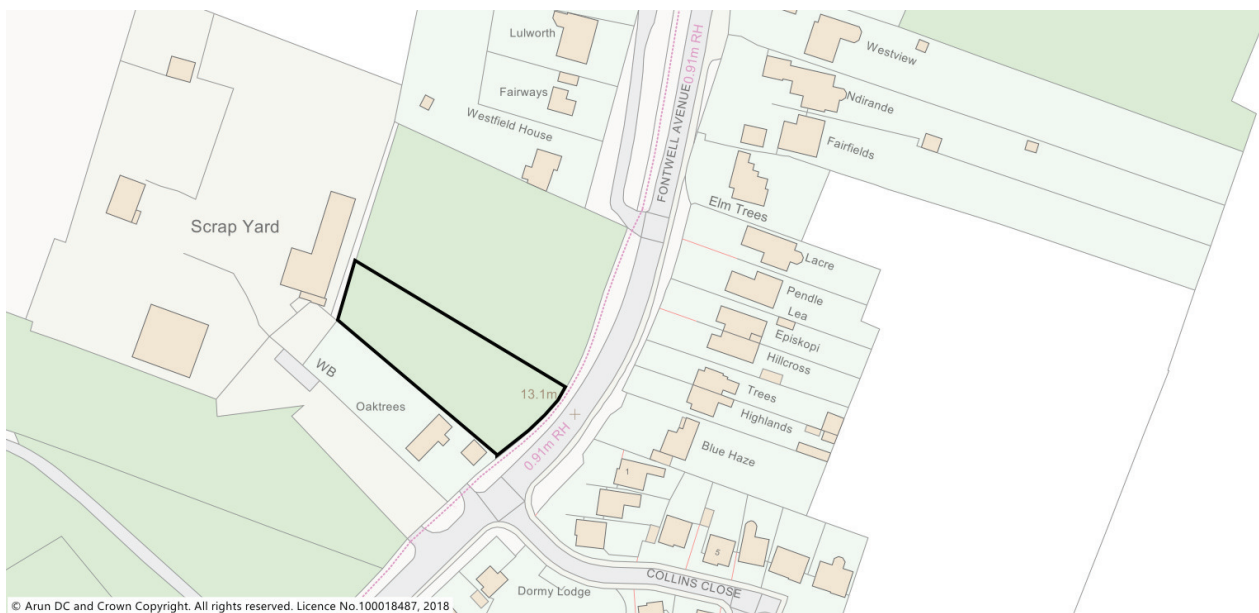 Lulworth
Fairways
Westfield House
FONTWELL AVENUE
0.91m RH
Westview
Ndirande
Fairfields
Elm Trees
Lacre
Pendle
Lea
Episkopi
Hillcross
Trees
Highlands
Blue Haze
Scrap Yard
WB
Oaktrees
13.1m
0.91m RH
1
5
COLLINS CLOSE
Dormy Lodge
© Arun DC and Crown Copyright. All rights reserved. Licence No.100018487, 2018